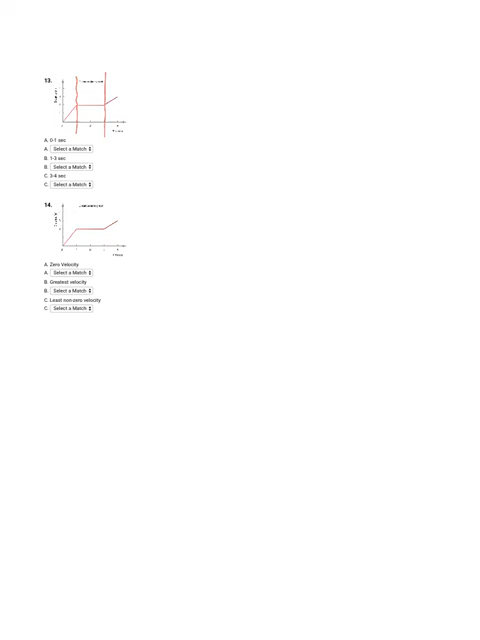 13.
A. 0-1 sec
A. Select a Match
B. 1-3 sec
B. Select a Match
C. 3-4 sec
C. Select a Match
14.
A. Zero Velocity
A. Select a Match
B. Greatest velocity
B. Select a Match
C. Least non-zero velocity
C. Select a Match